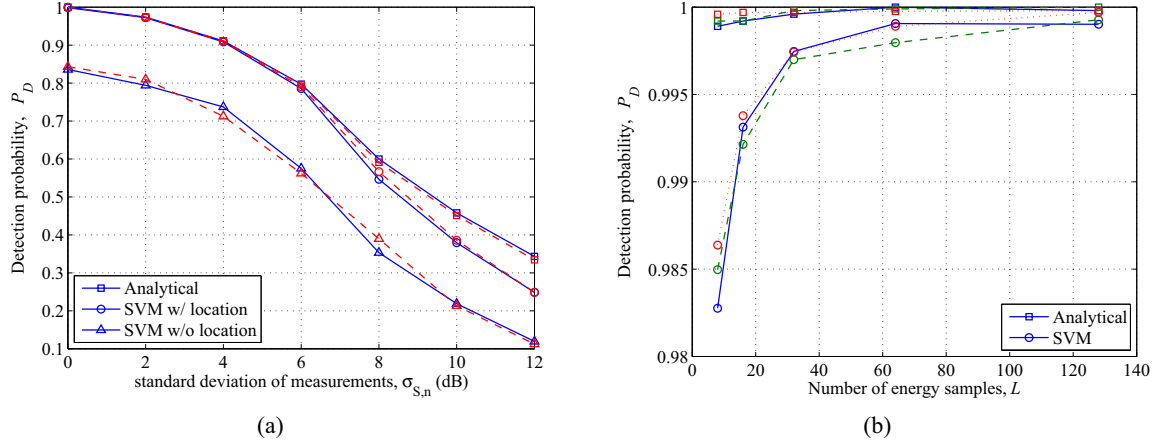 1
0.9
0.8
0.7
0.6
0.5
0.4
0.3
0.2
0.1
Detection probability, P_D
Analytical
SVM w/ location
SVM w/o location
0 2 4 6 8 10 12
standard deviation of measurements, σ_S,n (dB)
(a)
1
0.995
0.99
0.985
0.98
Detection probability, P_D
Analytical
SVM
0 20 40 60 80 100 120 140
Number of energy samples, L
(b)